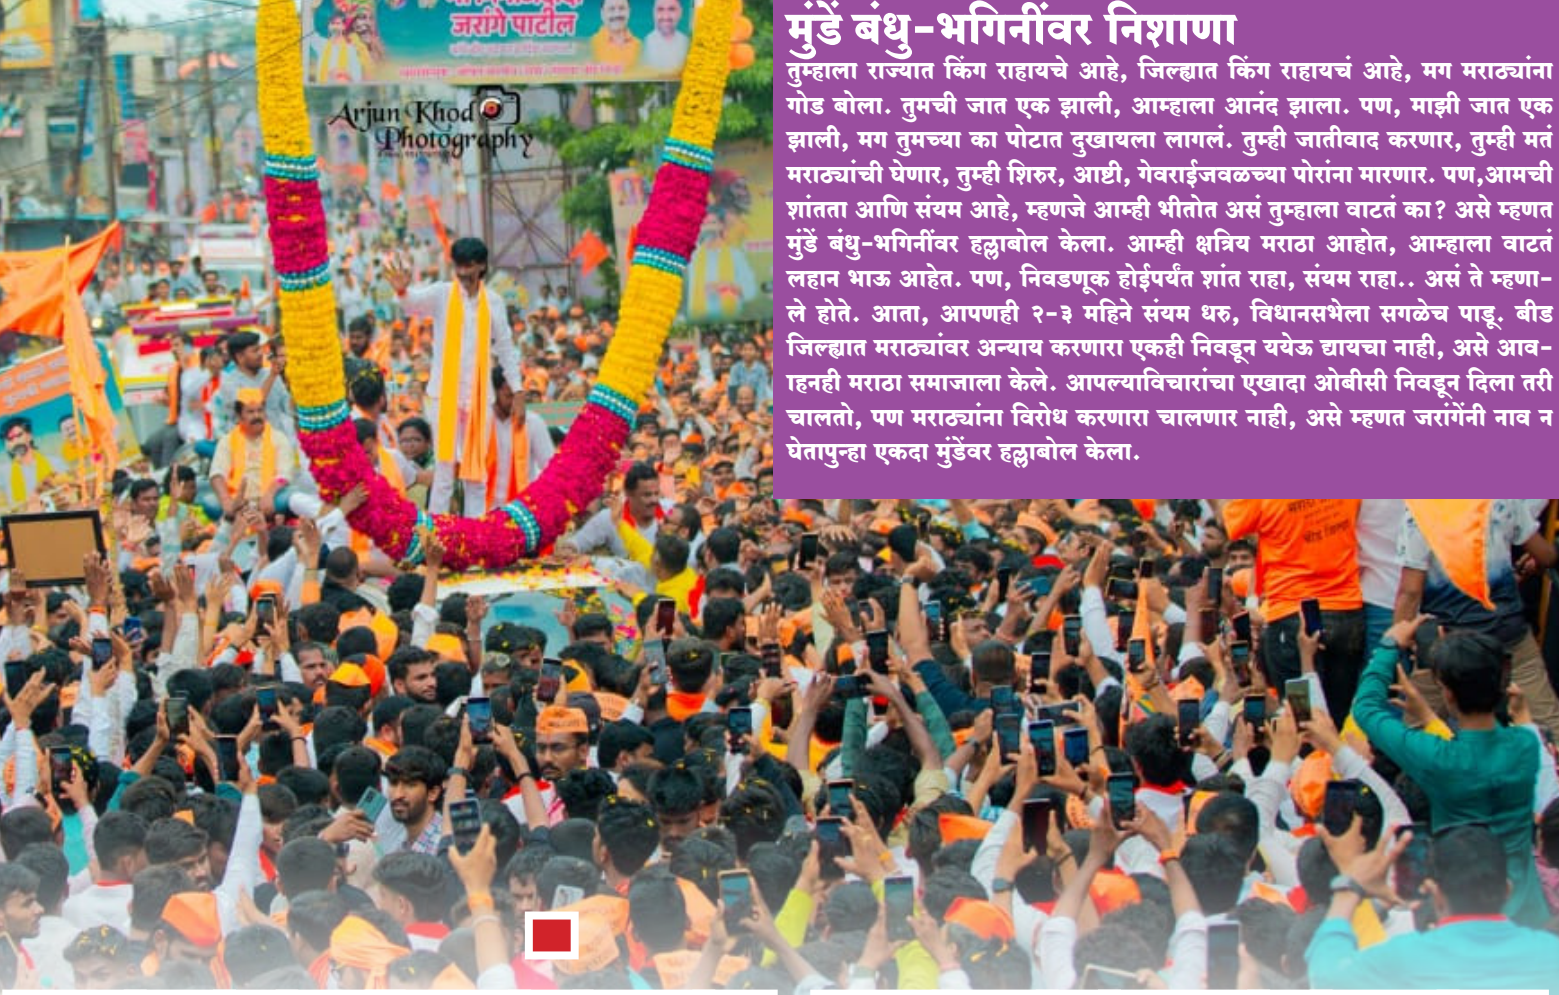 जरांगे पाटील
Arjun Khod
Photography
मुंडें बंधु-भगिनींवर निशाणा
तुम्हाला राज्यात किंग राहायचे आहे, जिल्ह्यात किंग राहायचं आहे, मग मराठ्यांना
गोड बोला. तुमची जात एक झाली, आम्हाला आनंद झाला. पण, माझी जात एक
झाली, मग तुमच्या का पोटात दुखायला लागलं. तुम्ही जातीवाद करणार, तुम्ही मतं
मराठ्यांची घेणार, तुम्ही शिरुर, आष्टी, गेवराईजवळच्या पोरांना मारणार. पण,आमची
शांतता आणि संयम आहे, म्हणजे आम्ही भीतोत असं तुम्हाला वाटतं का? असे म्हणत
मुंडें बंधु-भगिनींवर हल्लाबोल केला. आम्ही क्षत्रिय मराठा आहोत, आम्हाला वाटतं
लहान भाऊ आहेत. पण, निवडणूक होईपर्यंत शांत राहा, संयम राहा.. असं ते म्हणा-
ले होते. आता, आपणही २-३ महिने संयम धरु, विधानसभेला सगळेच पाडू. बीड
जिल्ह्यात मराठ्यांवर अन्याय करणारा एकही निवडून ययेऊ द्यायचा नाही, असे आव-
ाहनही मराठा समाजाला केले. आपल्याविचारांचा एखादा ओबीसी निवडून दिला तरी
चालतो, पण मराठ्यांना विरोध करणारा चालणार नाही, असे म्हणत जरांगेंनी नाव न
घेतापुन्हा एकदा मुंडेंवर हल्लाबोल केला.